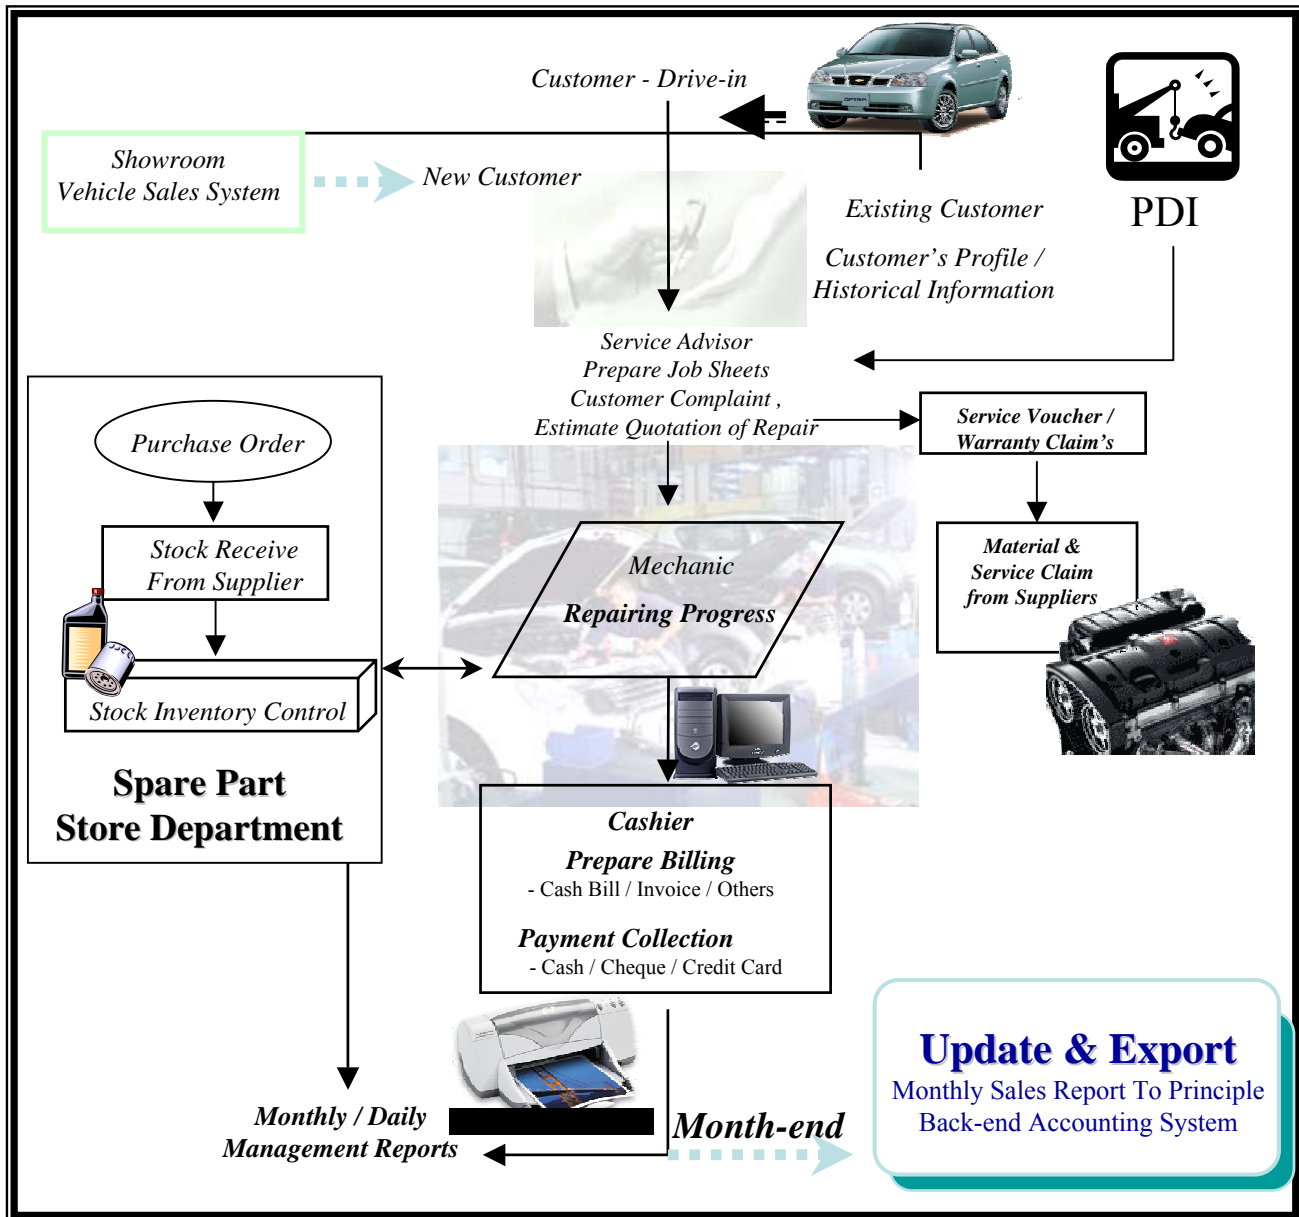 Customer - Drive-in
Showroom
Vehicle Sales System
New Customer
Existing Customer
Customer’s Profile /
Historical Information
PDI
Service Advisor
Prepare Job Sheets
Customer Complaint ,
Estimate Quotation of Repair
Service Voucher /
Warranty Claim’s
Material &
Service Claim
from Suppliers
Purchase Order
Stock Receive
From Supplier
Stock Inventory Control
Spare Part
Store Department
Mechanic
Repairing Progress
Cashier
Prepare Billing
- Cash Bill / Invoice / Others
Payment Collection
- Cash / Cheque / Credit Card
Monthly / Daily
Management Reports
Month-end
Update & Export
Monthly Sales Report To Principle
Back-end Accounting System